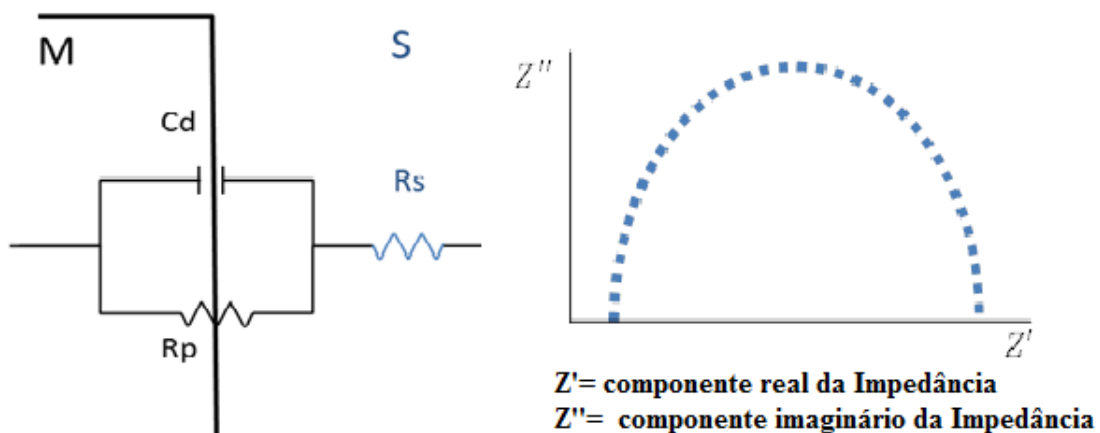 M
S
Cd
Rs
Rp
Z''
Z'
Z'= componente real da Impedância
Z''= componente imaginário da Impedância